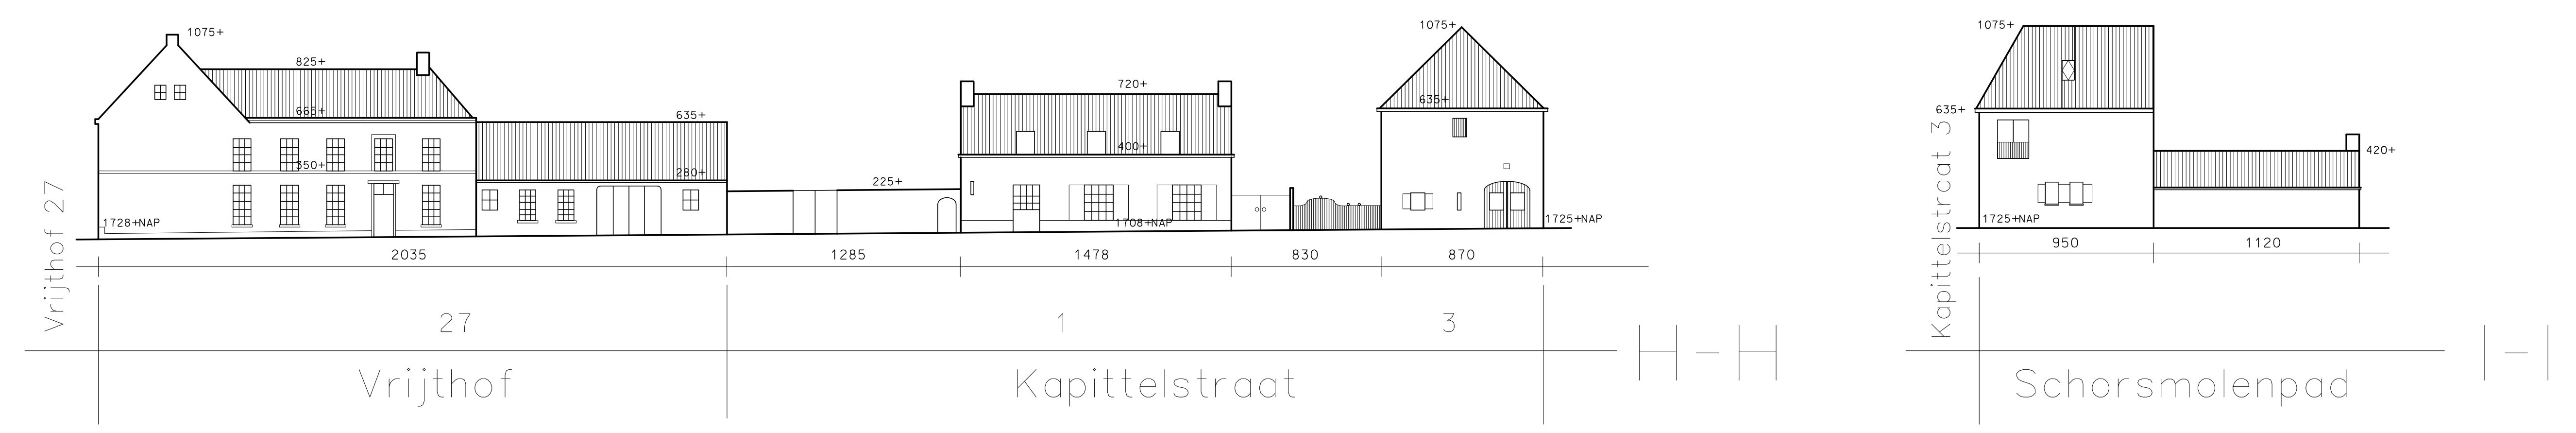 1075+
825+
665+
350+
1728+NAP
635+
280+
225+
720+
400+
1708+NAP
1075+
635+
1725+NAP
Vrijthof 27
2035
1285
1478
830
870
27
1
3
H-H
Vrijthof
Kapittelstraat
1075+
635+
420+
1725+NAP
Kapittelstraat 3
950
1120
I-I
Schorsmolenpad